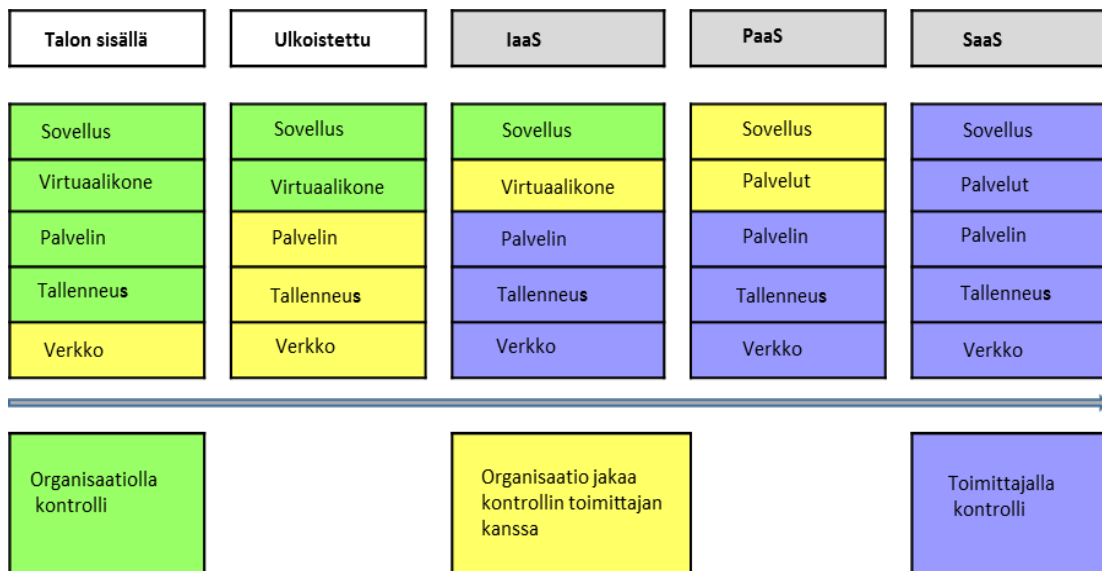 Talon sisällä
Ulkoistettu
IaaS
PaaS
SaaS
Sovellus
Sovellus
Sovellus
Sovellus
Sovellus
Virtuaalikone
Virtuaalikone
Virtuaalikone
Palvelut
Palvelut
Palvelin
Palvelin
Palvelin
Palvelin
Palvelin
Tallenneus
Tallenneus
Tallenneus
Tallenneus
Tallenneus
Verkko
Verkko
Verkko
Verkko
Verkko
Organisaatiolla
kontrolli
Organisaatio jakaa
kontrollin toimittajan
kanssa
Toimittajalla
kontrolli